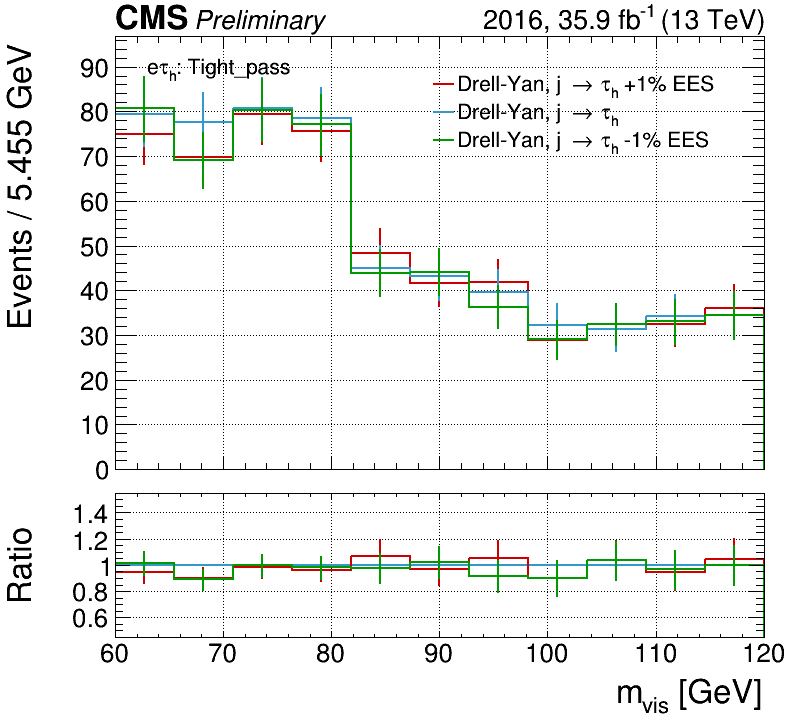 CMS Preliminary 2016, 35.9 fb⁻¹ (13 TeV)
eτₕ: Tight_pass
Drell-Yan, j → τₕ +1% EES
Drell-Yan, j → τₕ
Drell-Yan, j → τₕ -1% EES
Events / 5.455 GeV
90
80
70
60
50
40
30
20
10
0
Ratio
1.4
1.2
1
0.8
0.6
60 70 80 90 100 110 120
m_vis [GeV]